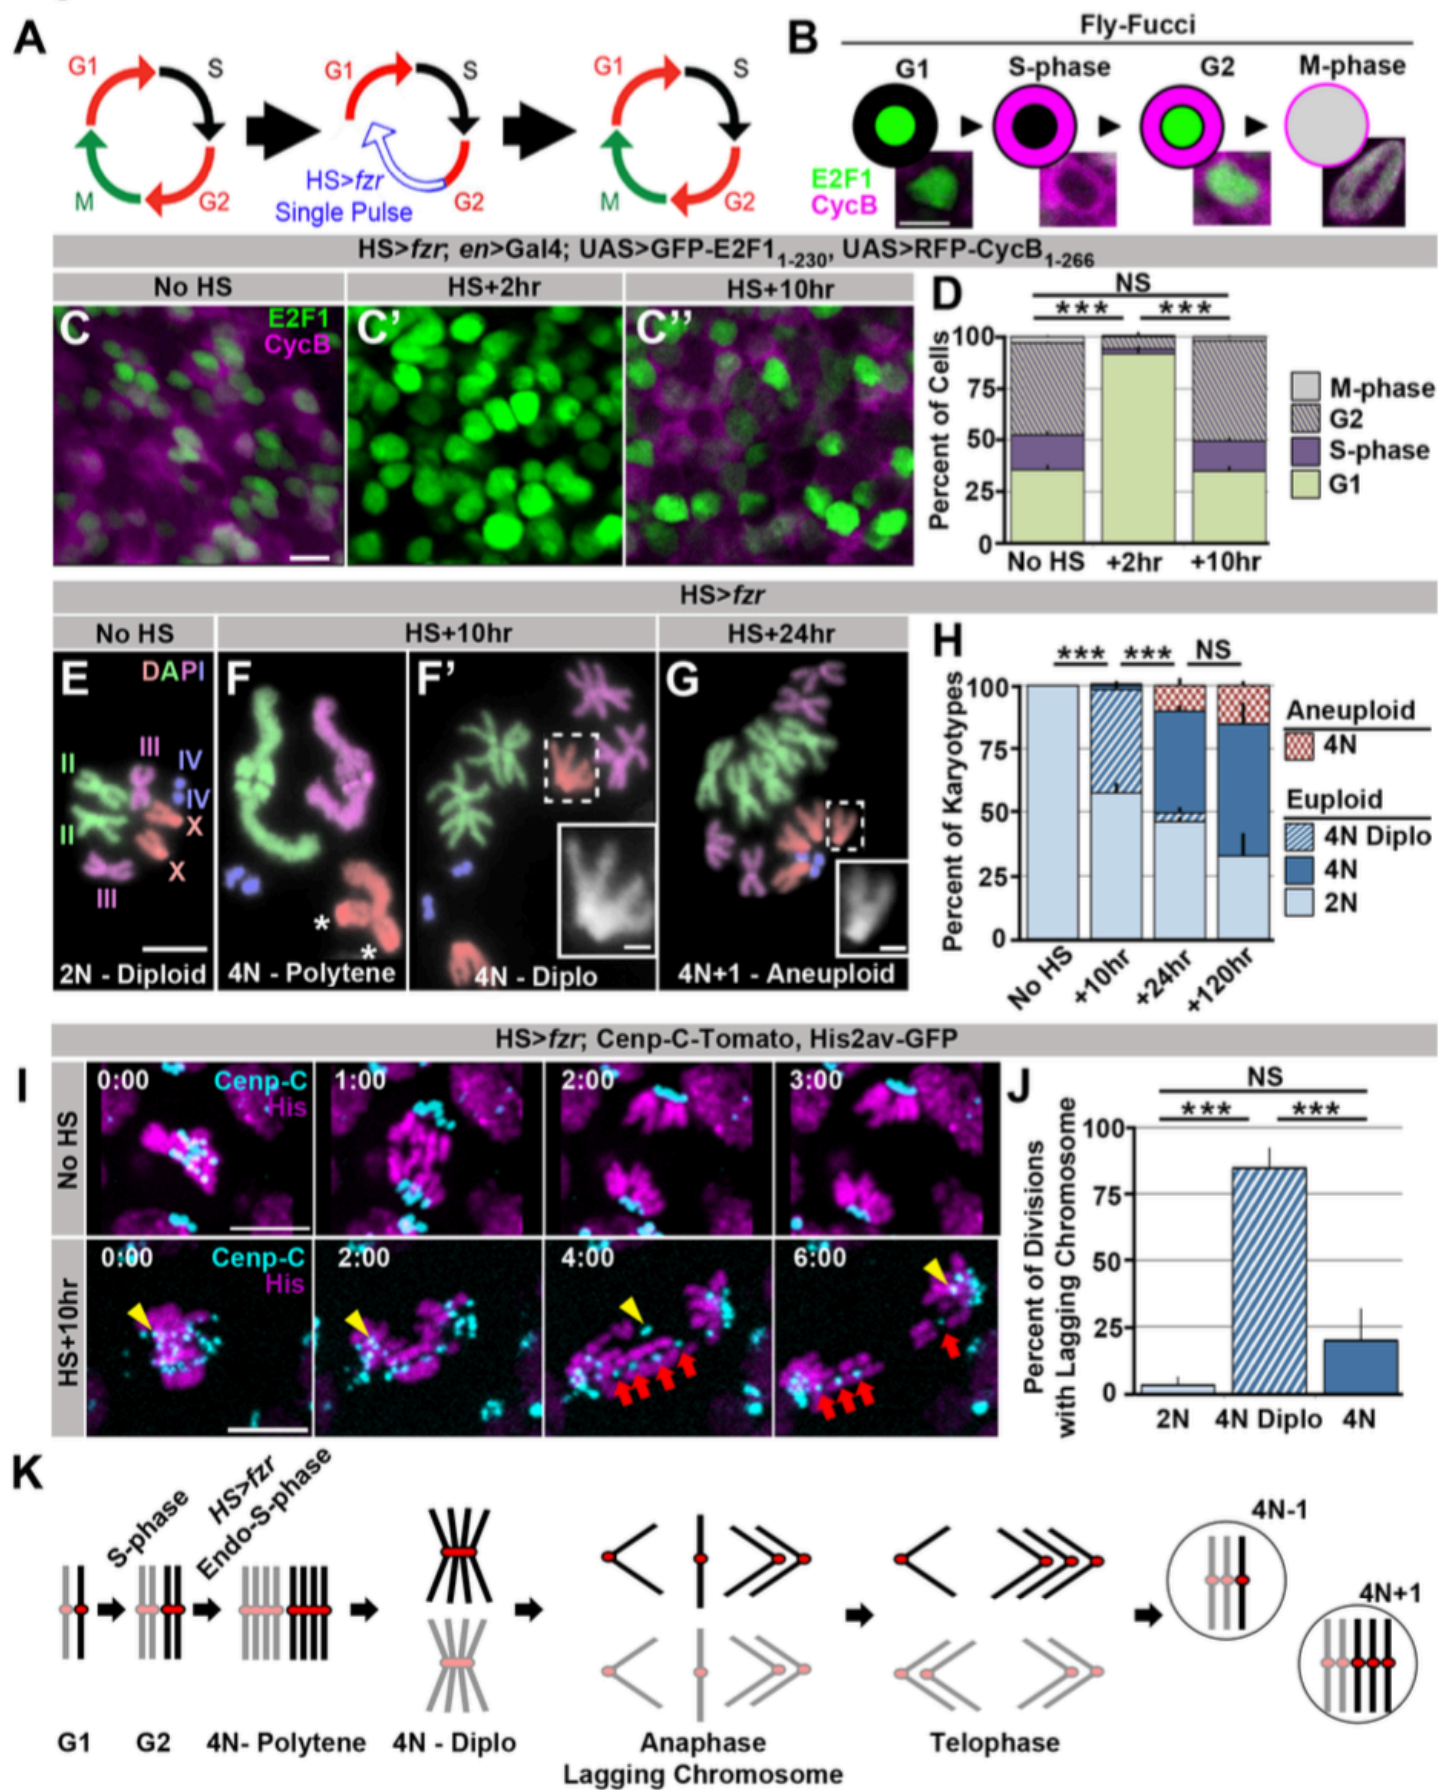 A
G1
S
M
G2
G1
S
HS>fzr
Single Pulse
G2
G1
S
M
G2
B
Fly-Fucci
G1
S-phase
G2
M-phase
E2F1
CycB
HS>fzr; en>Gal4; UAS>GFP-E2F1 1-230, UAS>RFP-CycB 1-266
No HS
HS+2hr
HS+10hr
C
E2F1
CycB
C'
C''
D
NS
*** ***
Percent of Cells
100
75
50
25
0
No HS +2hr +10hr
M-phase
G2
S-phase
G1
HS>fzr
No HS
HS+10hr
HS+24hr
E
DAPI
III
II
IV
IV
II
X
X
III
2N - Diploid
F
*
*
4N - Polytene
F'
4N - Diplo
G
4N+1 - Aneuploid
H
*** *** NS
Percent of Karyotypes
100
75
50
25
0
No HS
+10hr
+24hr
+120hr
Aneuploid
4N
Euploid
4N Diplo
4N
2N
HS>fzr; Cenp-C-Tomato, His2av-GFP
I
No HS
0:00
Cenp-C
His
1:00
2:00
3:00
HS+10hr
0:00
Cenp-C
His
2:00
4:00
6:00
J
NS
*** ***
Percent of Divisions
with Lagging Chromosome
100
75
50
25
0
2N 4N Diplo 4N
K
S-phase
HS>fzr
Endo-S-phase
4N-1
4N+1
G1
G2
4N- Polytene
4N - Diplo
Anaphase
Lagging Chromosome
Telophase